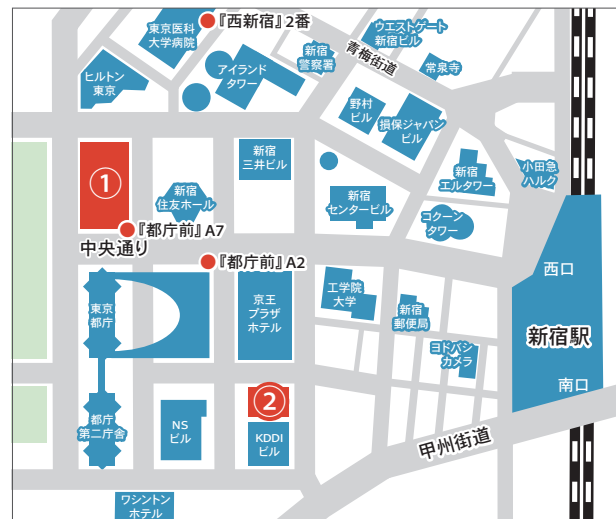 『西新宿』2番
東京医科
大学病院
ウエストゲート
新宿ビル
青梅街道
新宿
警察署
常泉寺
アイランド
タワー
ヒルトン
東京
野村
ビル
損保ジャパン
ビル
新宿
三井ビル
新宿
エルタワー
小田急
ハルク
①
新宿
住友ホール
新宿
センタービル
コクーン
タワー
『都庁前』A7
中央通り
『都庁前』A2
西口
工学院
大学
東京
都庁
京王
プラザ
ホテル
新宿
郵便局
新宿駅
ヨドバシ
カメラ
南口
②
都庁
第二庁舎
NS
ビル
KDDI
ビル
甲州街道
ワシントン
ホテル